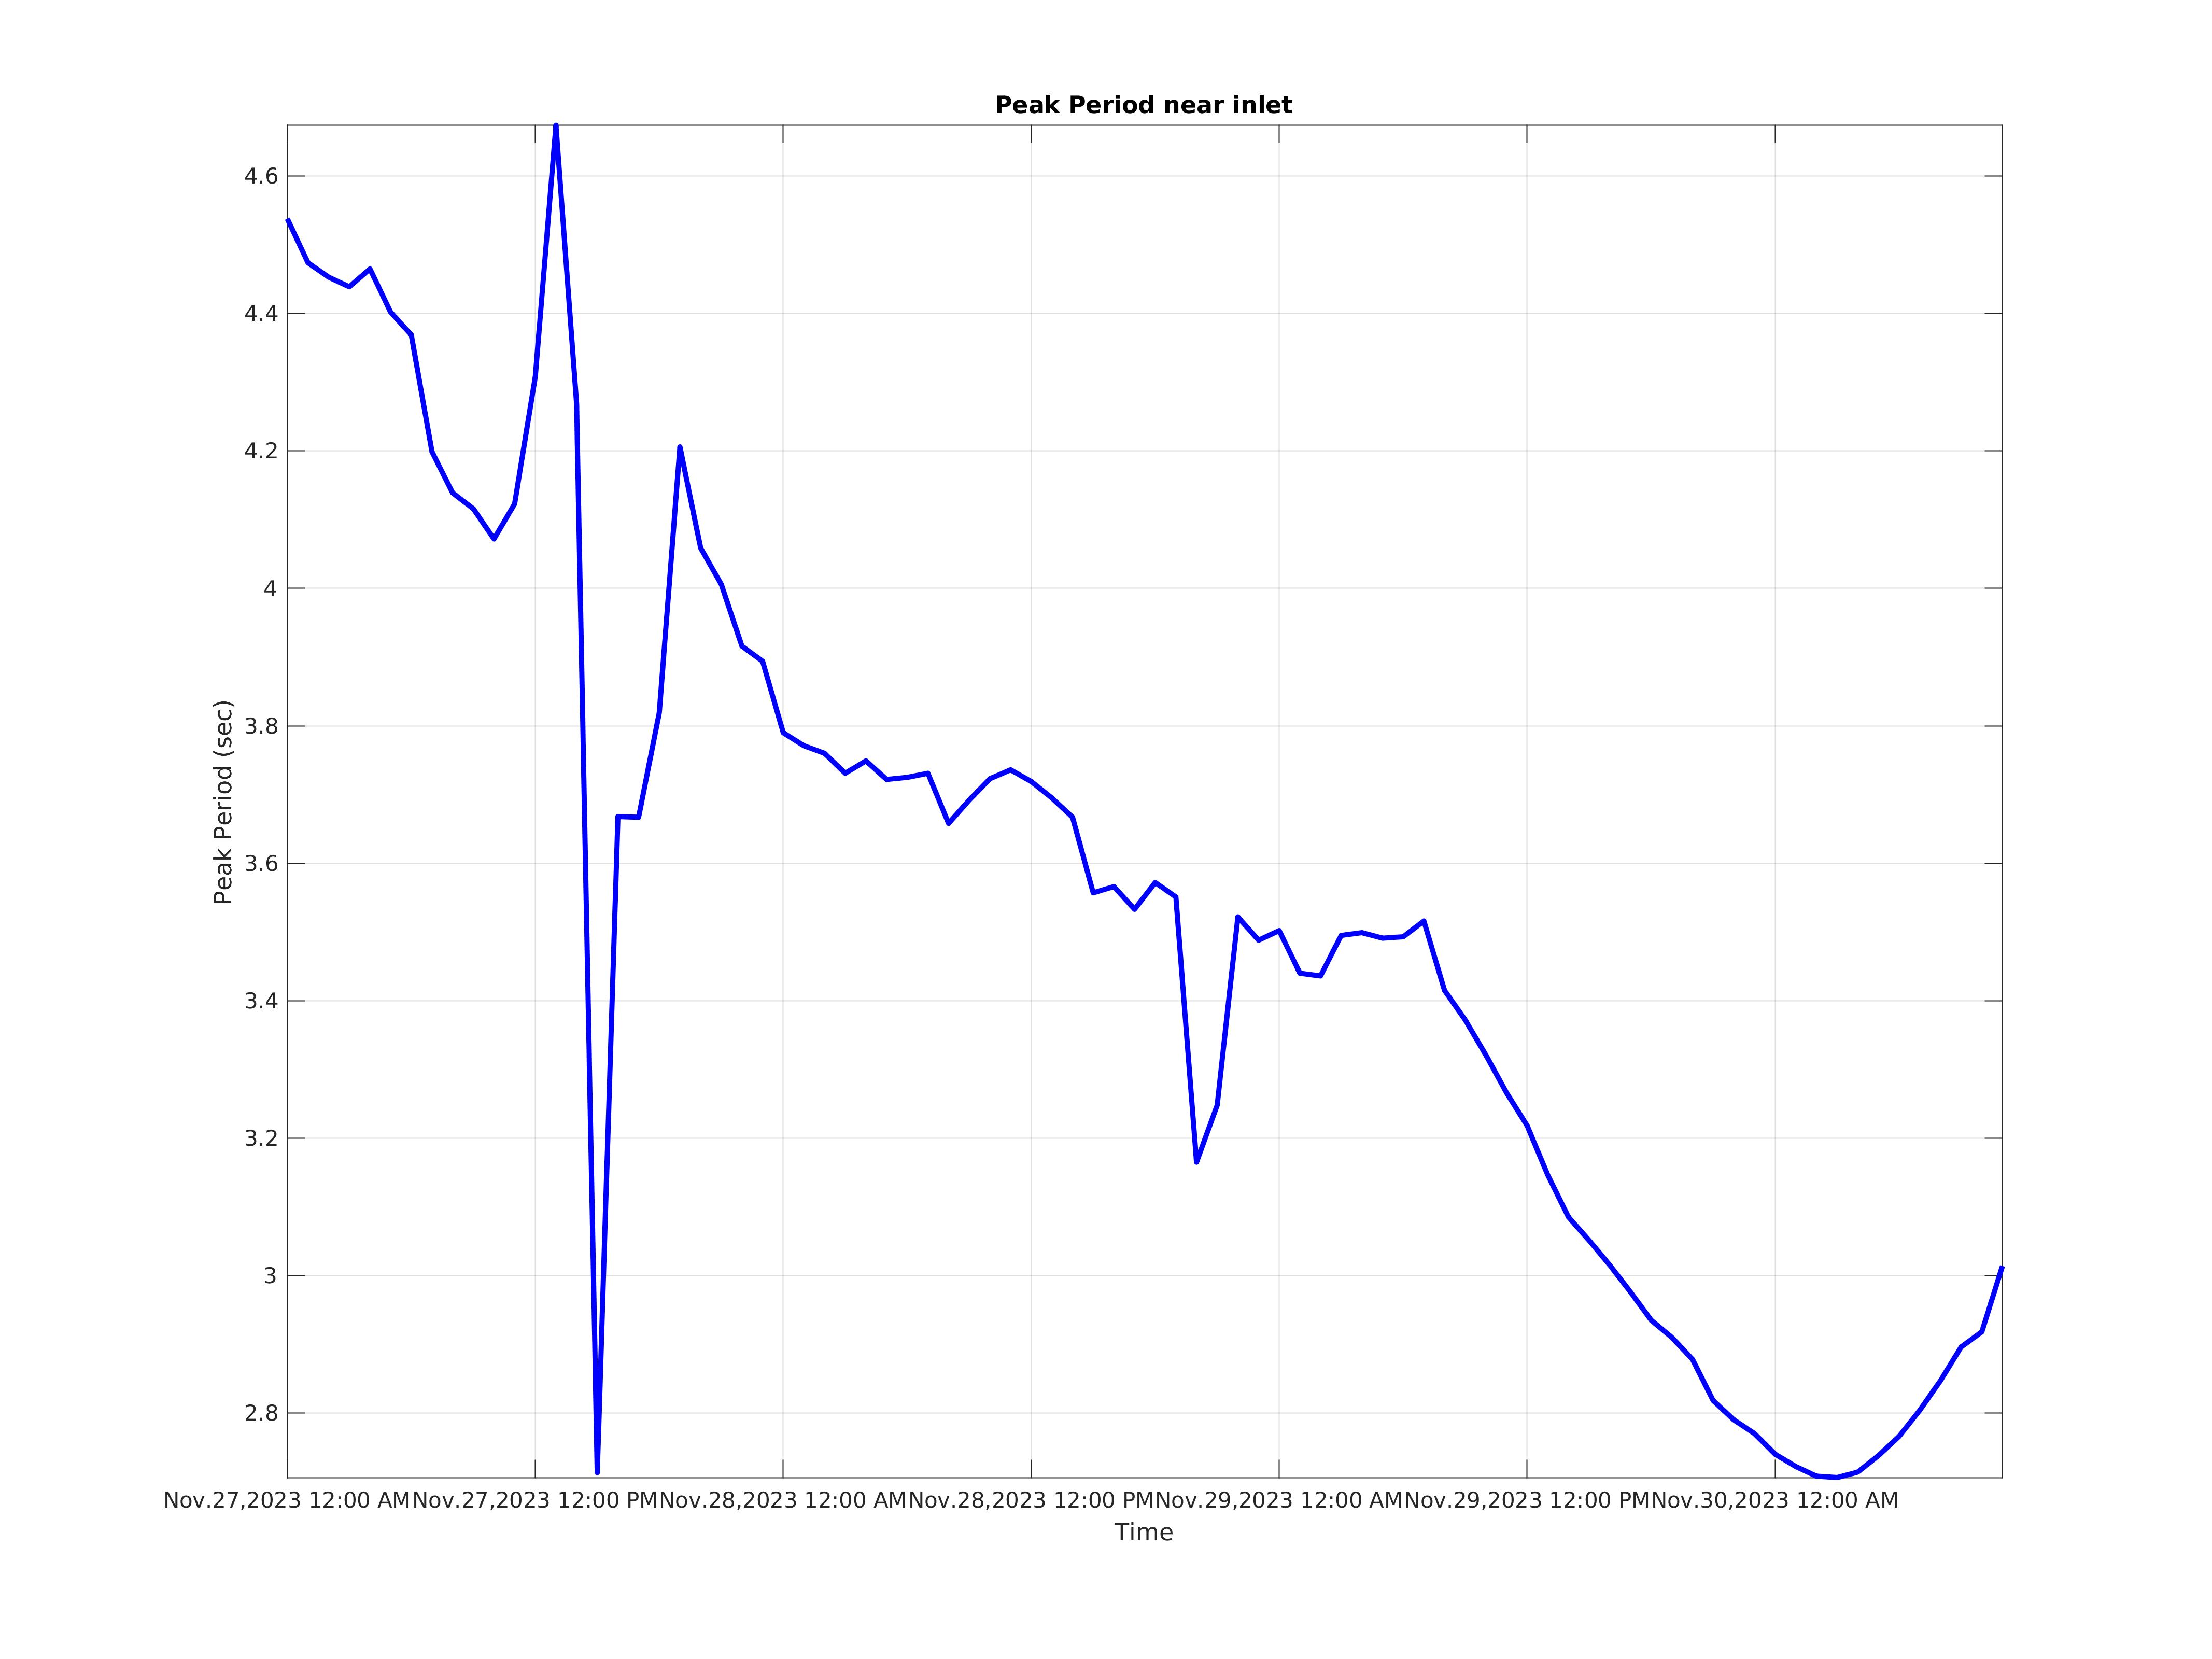 Peak Period near inlet
4.6
4.4
4.2
4
3.8
3.6
3.4
3.2
3
2.8
Peak Period (sec)
Nov.27,2023 12:00 AM Nov.27,2023 12:00 PM Nov.28,2023 12:00 AM Nov.28,2023 12:00 PM Nov.29,2023 12:00 AM Nov.29,2023 12:00 PM Nov.30,2023 12:00 AM
Time